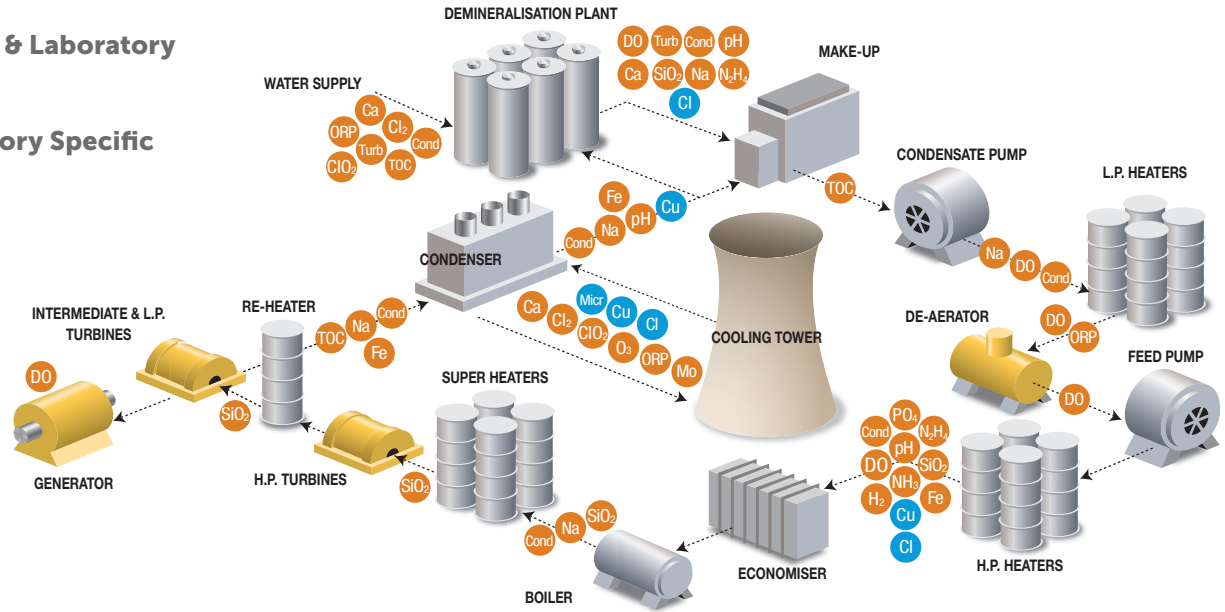 & Laboratory
ory Specific
DEMINERALISATION PLANT
WATER SUPPLY
Ca
ORP
Cl₂
Cond
Turb
ClO₂
TOC
DO Turb Cond pH
Ca SiO₂ Na N₂H₄
Cl
MAKE-UP
TOC
CONDENSATE PUMP
L.P. HEATERS
Na
DO
Cond
DO
ORP
DE-AERATOR
DO
FEED PUMP
CONDENSER
Cond
Na
Fe
pH
Cu
COOLING TOWER
Ca
Cl₂
Micr
Cu
Cl
ClO₂
O₃
ORP
Mo
INTERMEDIATE & L.P.
TURBINES
RE-HEATER
TOC
Na
Cond
Fe
DO
GENERATOR
SiO₂
H.P. TURBINES
SUPER HEATERS
SiO₂
Cond
Na
SiO₂
BOILER
ECONOMISER
PO₄
Cond
N₂H₄
pH
DO
SiO₂
NH₃
H₂
Fe
Cu
Cl
H.P. HEATERS